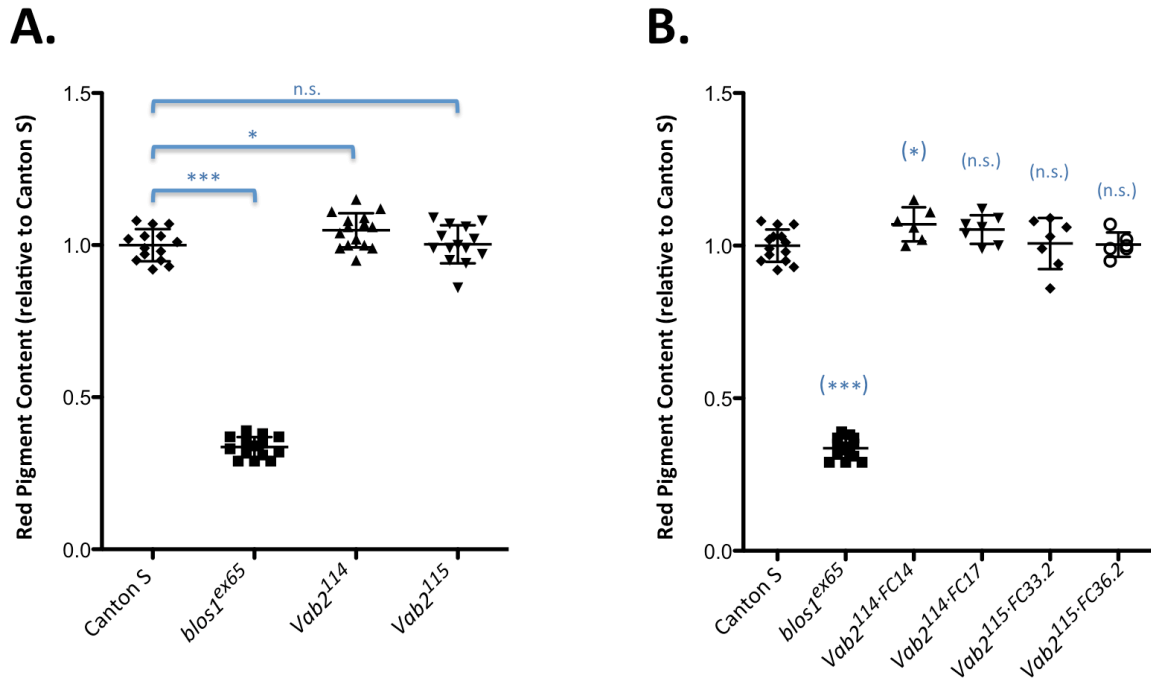 A.
Red Pigment Content (relative to Canton S)
1.5
1.0
0.5
0.0
n.s.
*
***
Canton S
blos1ex65
Vab2114
Vab2115
B.
Red Pigment Content (relative to Canton S)
1.5
1.0
0.5
0.0
(***)
(*)
(n.s.)
(n.s.)
(n.s.)
Canton S
blos1ex65
Vab2114·FC14
Vab2114·FC17
Vab2115·FC33.2
Vab2115·FC36.2